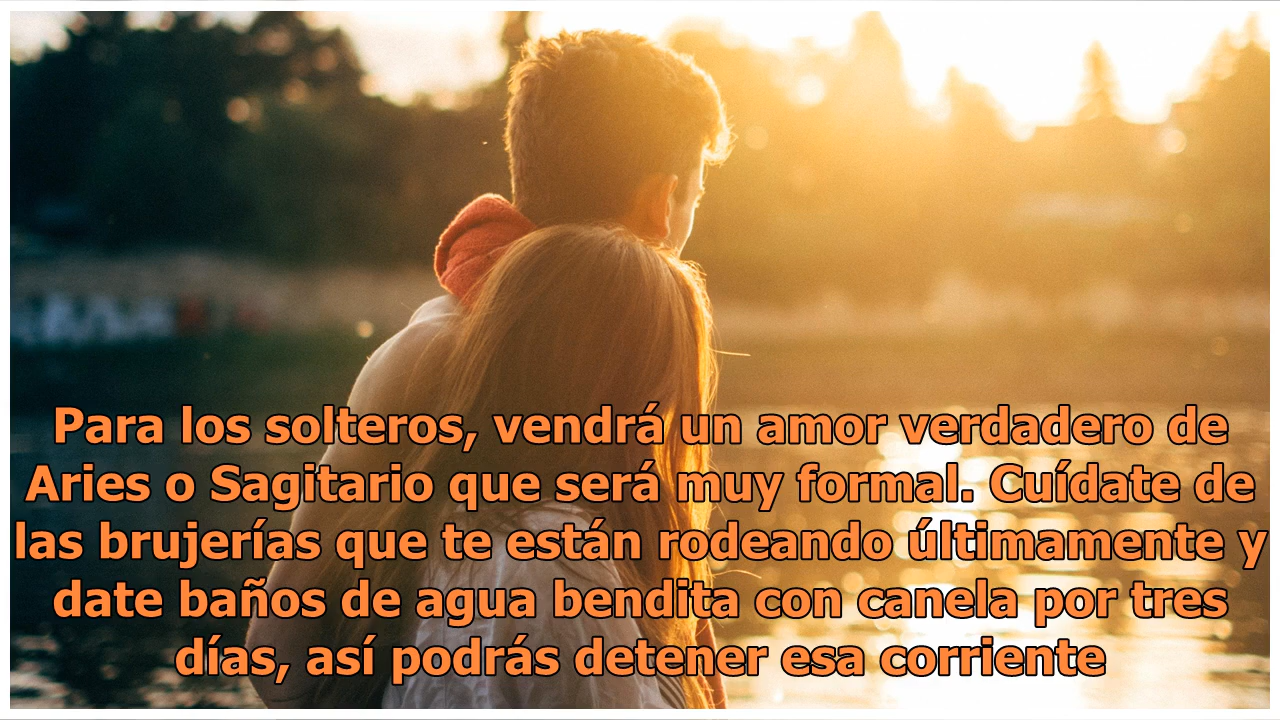 Para los solteros, vendrá un amor verdadero de
Aries o Sagitario que será muy formal. Cuídate de
las brujerías que te están rodeando últimamente y
date baños de agua bendita con canela por tres
días, así podrás detener esa corriente